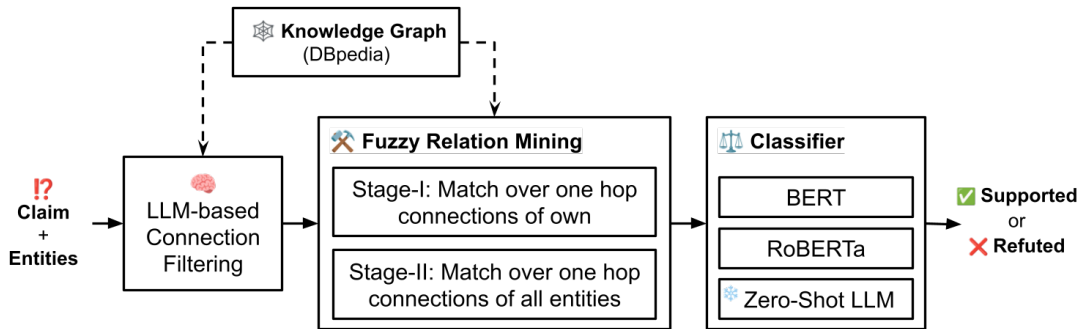 Knowledge Graph
(DBpedia)
⁉️
Claim
+
Entities
LLM-based
Connection
Filtering
Fuzzy Relation Mining
Stage-I: Match over one hop
connections of own
Stage-II: Match over one hop
connections of all entities
Classifier
BERT
RoBERTa
Zero-Shot LLM
Supported
or
Refuted